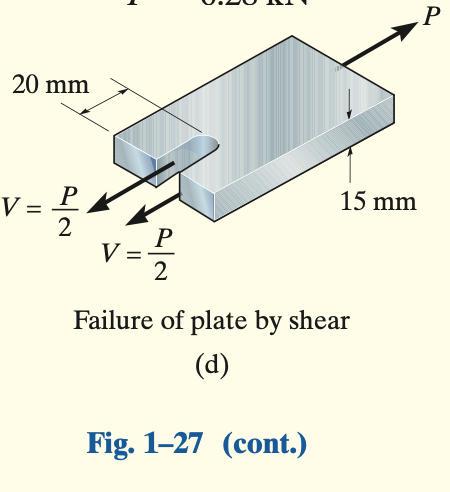 P
20 mm
V = P/2
15 mm
V = P/2
Failure of plate by shear
(d)
Fig. 1–27 (cont.)